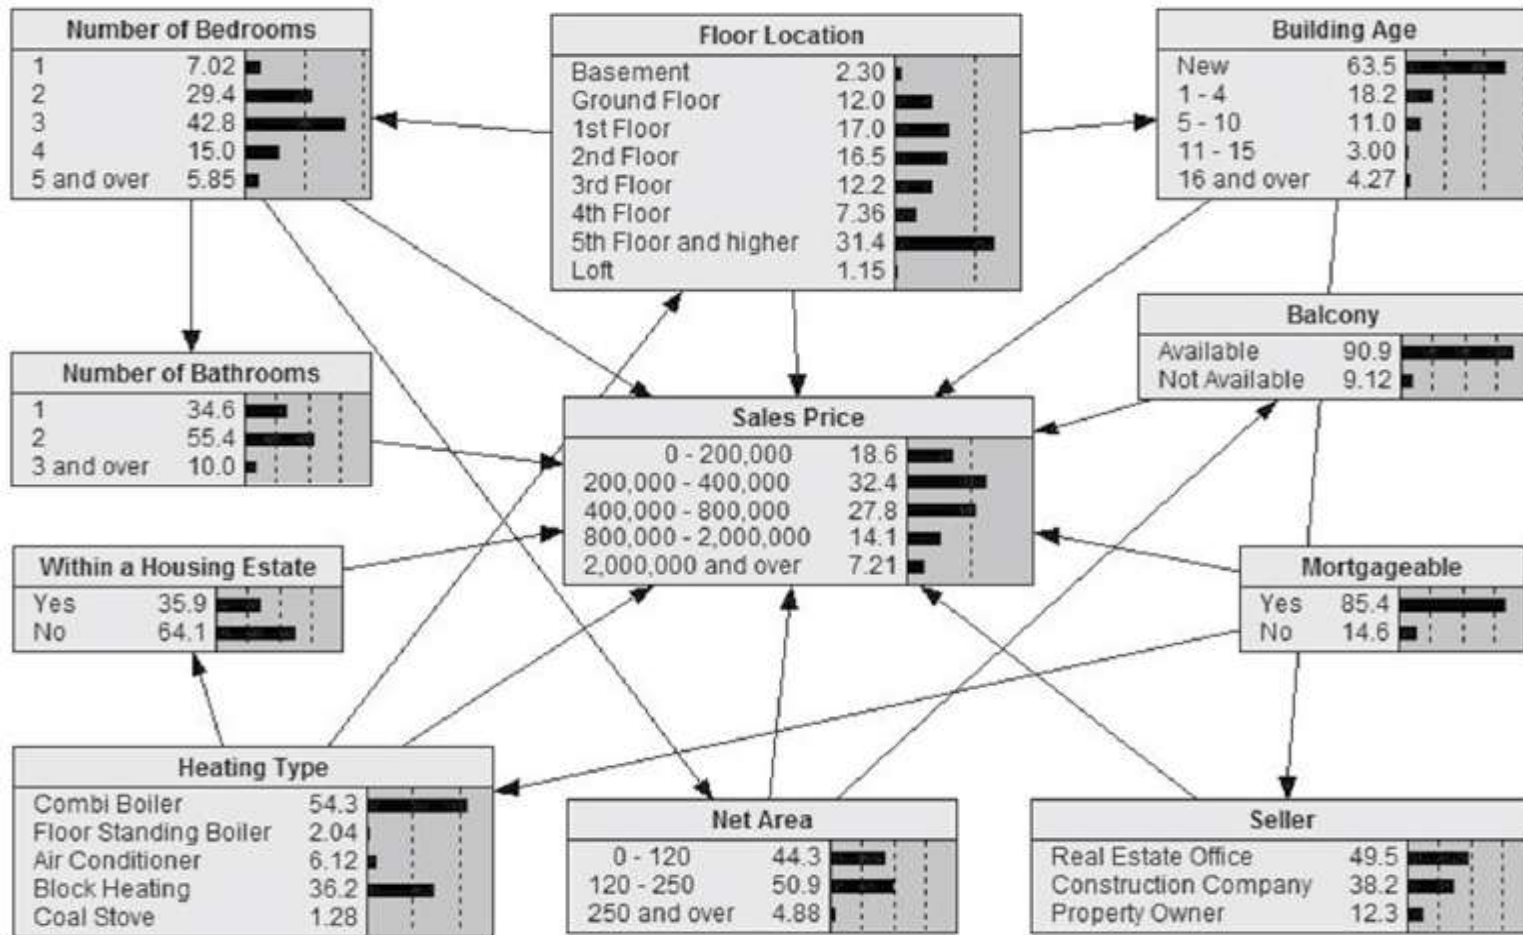 Number of Bedrooms
1 7.02
2 29.4
3 42.8
4 15.0
5 and over 5.85
Floor Location
Basement 2.30
Ground Floor 12.0
1st Floor 17.0
2nd Floor 16.5
3rd Floor 12.2
4th Floor 7.36
5th Floor and higher 31.4
Loft 1.15
Building Age
New 63.5
1 - 4 18.2
5 - 10 11.0
11 - 15 3.00
16 and over 4.27
Balcony
Available 90.9
Not Available 9.12
Number of Bathrooms
1 34.6
2 55.4
3 and over 10.0
Sales Price
0 - 200,000 18.6
200,000 - 400,000 32.4
400,000 - 800,000 27.8
800,000 - 2,000,000 14.1
2,000,000 and over 7.21
Within a Housing Estate
Yes 35.9
No 64.1
Mortgageable
Yes 85.4
No 14.6
Heating Type
Combi Boiler 54.3
Floor Standing Boiler 2.04
Air Conditioner 6.12
Block Heating 36.2
Coal Stove 1.28
Net Area
0 - 120 44.3
120 - 250 50.9
250 and over 4.88
Seller
Real Estate Office 49.5
Construction Company 38.2
Property Owner 12.3